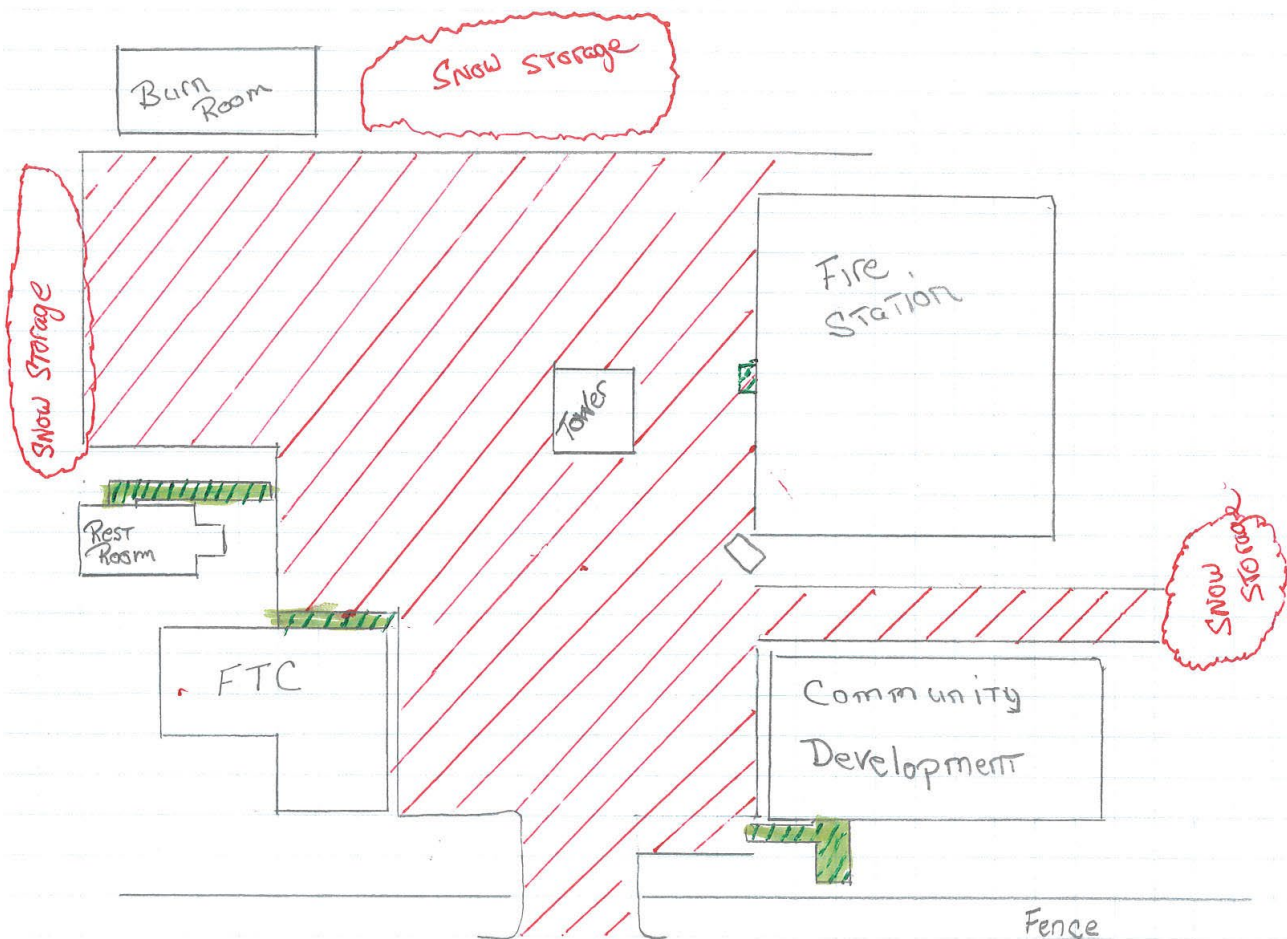 Snow Storage
Burn
Room
Snow Storage
Fire
Station
Tower
Rest
Room
Snow
Storage
FTC
Community
Development
Fence